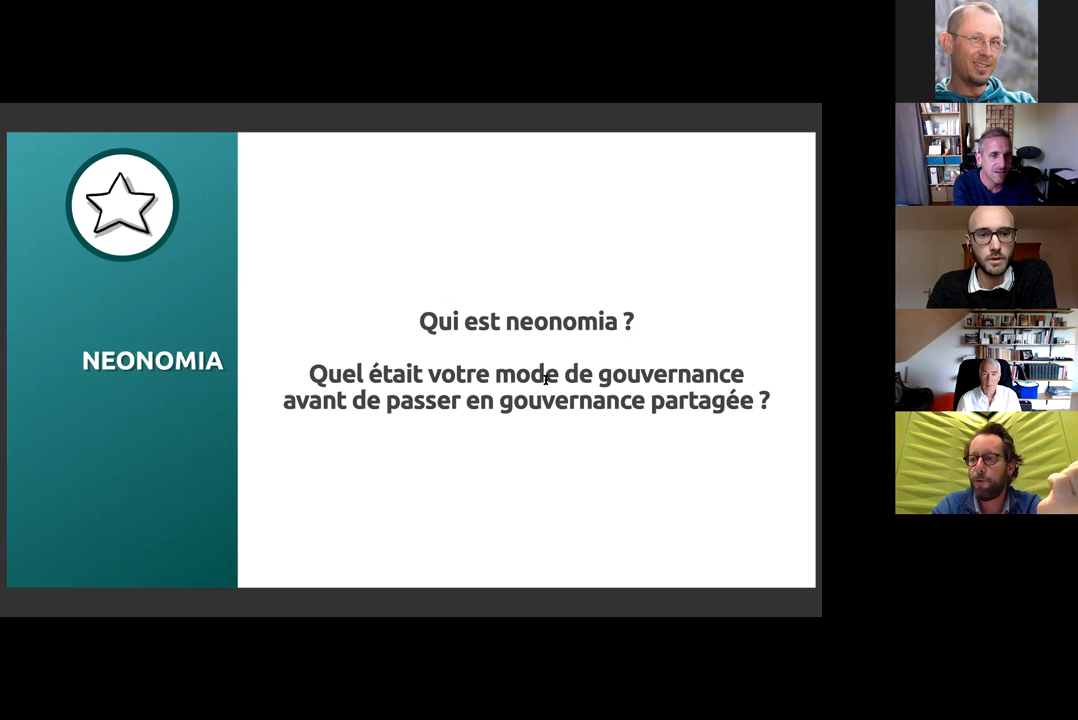 NEONOMIA
Qui est neonomia ?
Quel était votre mode de gouvernance
avant de passer en gouvernance partagée ?